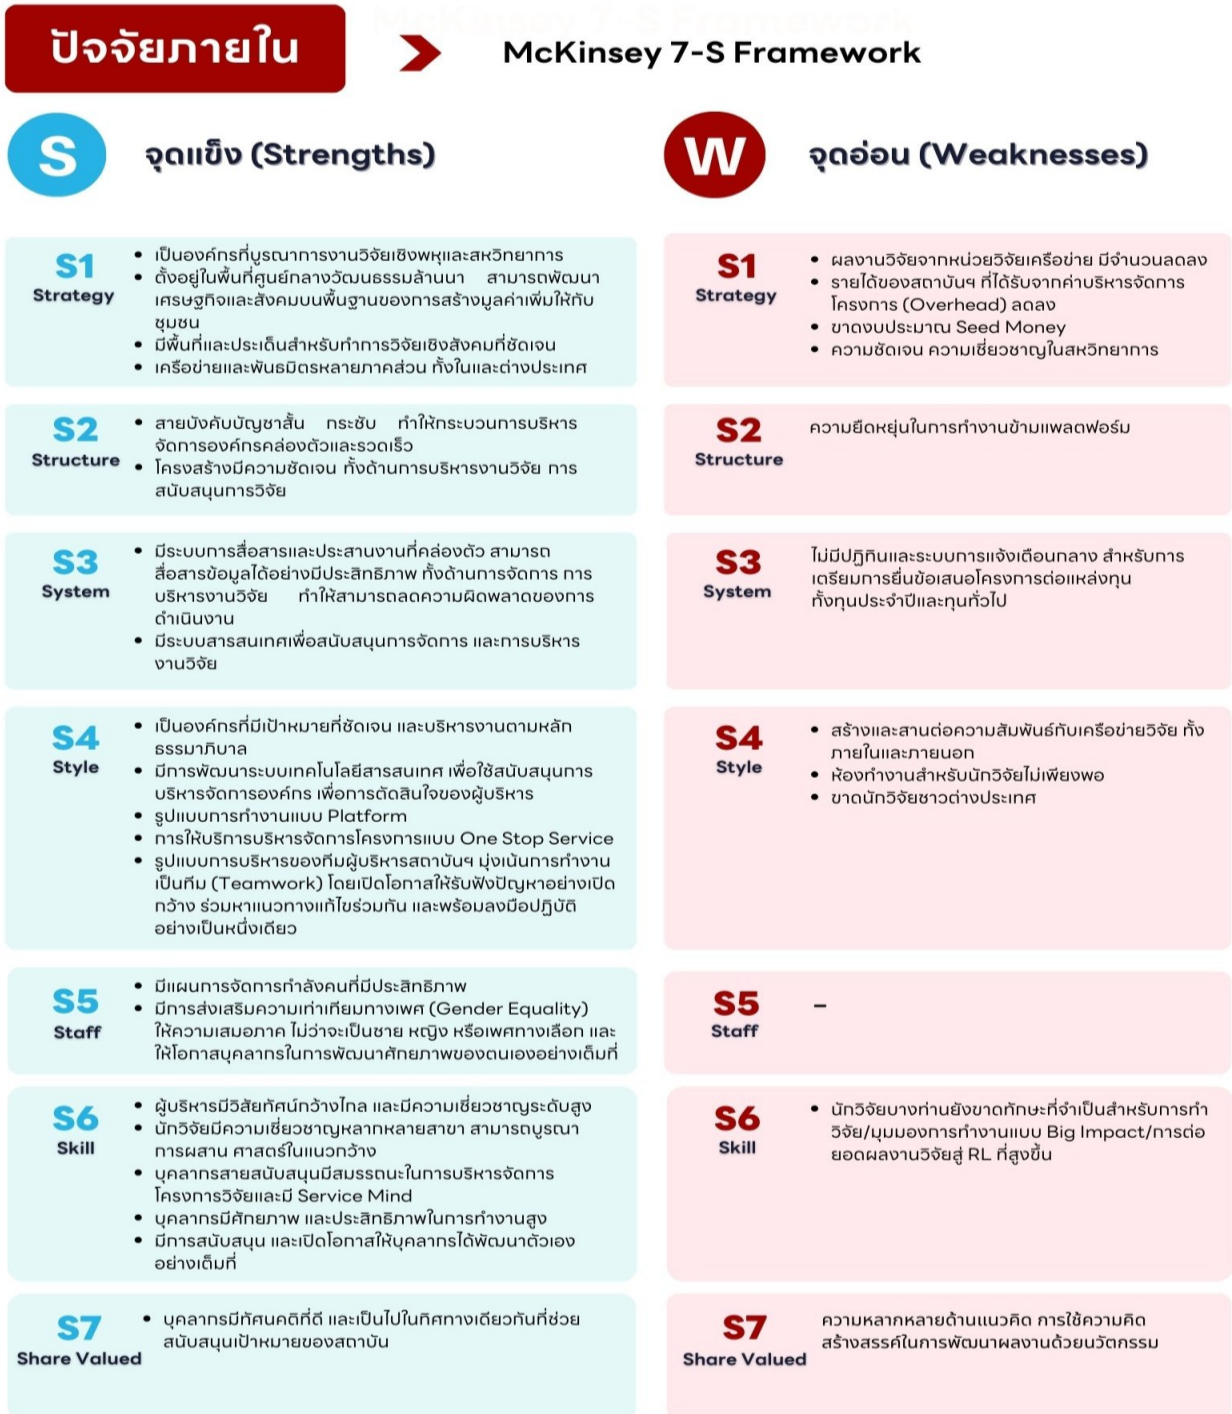 ปัจจัยภายใน
McKinsey 7-S Framework
S
จุดแข็ง (Strengths)
W
จุดอ่อน (Weaknesses)
S1
Strategy
• เป็นองค์กรที่บูรณาการงานวิจัยเชิงพหุและสหวิทยาการ
• ตั้งอยู่ในพื้นที่ศูนย์กลางวัฒนธรรมล้านนา สามารถพัฒนา
เศรษฐกิจและสังคมบนพื้นฐานของการสร้างมูลค่าเพิ่มให้กับ
ชุมชน
• มีพื้นที่และประเด็นสำหรับทำการวิจัยเชิงสังคมที่ชัดเจน
• เครือข่ายและพันธมิตรหลายภาคส่วน ทั้งในและต่างประเทศ
S1
Strategy
• ผลงานวิจัยจากหน่วยวิจัยเครือข่าย มีจำนวนลดลง
• รายได้ของสถาบันฯ ที่ได้รับจากค่าบริหารจัดการ
โครงการ (Overhead) ลดลง
• ขาดงบประมาณ Seed Money
• ความชัดเจน ความเชี่ยวชาญในสหวิทยาการ
S2
Structure
• สายบังคับบัญชาสั้น กระชับ ทำให้กระบวนการบริหาร
จัดการองค์กรคล่องตัวและรวดเร็ว
• โครงสร้างมีความชัดเจน ทั้งด้านการบริหารงานวิจัย การ
สนับสนุนการวิจัย
S2
Structure
ความยืดหยุ่นในการทำงานข้ามแพลตฟอร์ม
S3
System
• มีระบบการสื่อสารและประสานงานที่คล่องตัว สามารถ
สื่อสารข้อมูลได้อย่างมีประสิทธิภาพ ทั้งด้านการจัดการ การ
บริหารงานวิจัย ทำให้สามารถลดความผิดพลาดของการ
ดำเนินงาน
• มีระบบสารสนเทศเพื่อสนับสนุนการจัดการ และการบริหาร
งานวิจัย
S3
System
ไม่มีปฏิทินและระบบการแจ้งเตือนกลาง สำหรับการ
เตรียมการยื่นข้อเสนอโครงการต่อแหล่งทุน
ทั้งทุนประจำปีและทุนทั่วไป
S4
Style
• เป็นองค์กรที่มีเป้าหมายที่ชัดเจน และบริหารงานตามหลัก
ธรรมาภิบาล
• มีการพัฒนาระบบเทคโนโลยีสารสนเทศ เพื่อใช้สนับสนุนการ
บริหารจัดการองค์กร เพื่อการตัดสินใจของผู้บริหาร
• รูปแบบการทำงานแบบ Platform
• การให้บริการบริหารจัดการโครงการแบบ One Stop Service
• รูปแบบการบริหารของทีมผู้บริหารสถาบันฯ มุ่งเน้นการทำงาน
เป็นทีม (Teamwork) โดยเปิดโอกาสให้รับฟังปัญหาอย่างเปิด
กว้าง ร่วมหาแนวทางแก้ไขร่วมกัน และพร้อมลงมือปฏิบัติ
อย่างเป็นหนึ่งเดียว
S4
Style
• สร้างและสานต่อความสัมพันธ์กับเครือข่ายวิจัย ทั้ง
ภายในและภายนอก
• ห้องทำงานสำหรับนักวิจัยไม่เพียงพอ
• ขาดนักวิจัยชาวต่างประเทศ
S5
Staff
• มีแผนการจัดการกำลังคนที่มีประสิทธิภาพ
• มีการส่งเสริมความเท่าเทียมทางเพศ (Gender Equality)
ให้ความเสมอภาค ไม่ว่าจะเป็นชาย หญิง หรือเพศทางเลือก และ
ให้โอกาสบุคลากรในการพัฒนาศักยภาพของตนเองอย่างเต็มที่
S5
Staff
–
S6
Skill
• ผู้บริหารมีวิสัยทัศน์กว้างไกล และมีความเชี่ยวชาญระดับสูง
• นักวิจัยมีความเชี่ยวชาญหลากหลายสาขา สามารถบูรณา
การผสาน ศาสตร์ในแนวกว้าง
• บุคลากรสายสนับสนุนมีสมรรถนะในการบริหารจัดการ
โครงการวิจัยและมี Service Mind
• บุคลากรมีศักยภาพ และประสิทธิภาพในการทำงานสูง
• มีการสนับสนุน และเปิดโอกาสให้บุคลากรได้พัฒนาตัวเอง
อย่างเต็มที่
S6
Skill
• นักวิจัยบางท่านยังขาดทักษะที่จำเป็นสำหรับการทำ
วิจัย/มุมมองการทำงานแบบ Big Impact/การต่อ
ยอดผลงานวิจัยสู่ RL ที่สูงขึ้น
S7
Share Valued
• บุคลากรมีทัศนคติที่ดี และเป็นไปในทิศทางเดียวกันที่ช่วย
สนับสนุนเป้าหมายของสถาบัน
S7
Share Valued
ความหลากหลายด้านแนวคิด การใช้ความคิด
สร้างสรรค์ในการพัฒนาผลงานด้วยนวัตกรรม